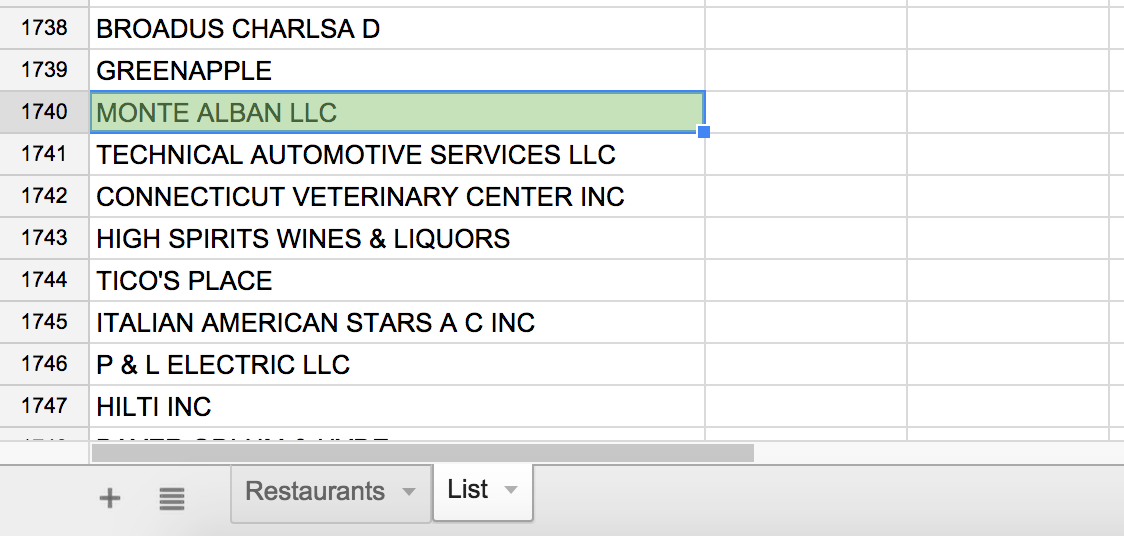 1738 BROADUS CHARLSA D
1739 GREENAPPLE
1740 MONTE ALBAN LLC
1741 TECHNICAL AUTOMOTIVE SERVICES LLC
1742 CONNECTICUT VETERINARY CENTER INC
1743 HIGH SPIRITS WINES & LIQUORS
1744 TICO'S PLACE
1745 ITALIAN AMERICAN STARS A C INC
1746 P & L ELECTRIC LLC
1747 HILTI INC
Restaurants List